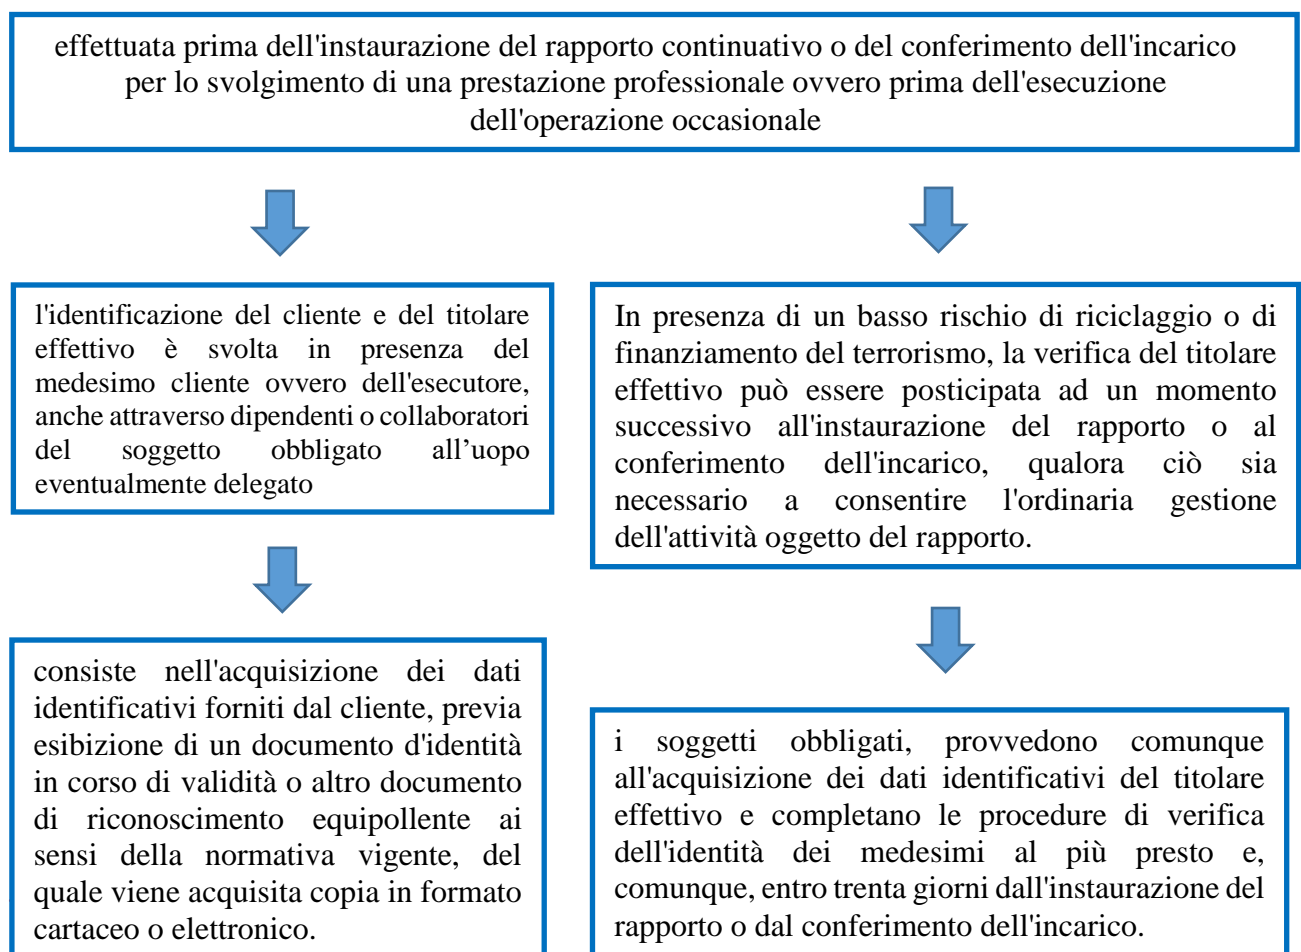 effettuata prima dell'instaurazione del rapporto continuativo o del conferimento dell'incarico
per lo svolgimento di una prestazione professionale ovvero prima dell'esecuzione
dell'operazione occasionale
l'identificazione del cliente e del titolare
effettivo è svolta in presenza del
medesimo cliente ovvero dell'esecutore,
anche attraverso dipendenti o collaboratori
del soggetto obbligato all’uopo
eventualmente delegato
In presenza di un basso rischio di riciclaggio o di
finanziamento del terrorismo, la verifica del titolare
effettivo può essere posticipata ad un momento
successivo all'instaurazione del rapporto o al
conferimento dell'incarico, qualora ciò sia
necessario a consentire l'ordinaria gestione
dell'attività oggetto del rapporto.
consiste nell'acquisizione dei dati
identificativi forniti dal cliente, previa
esibizione di un documento d'identità
in corso di validità o altro documento
di riconoscimento equipollente ai
sensi della normativa vigente, del
quale viene acquisita copia in formato
cartaceo o elettronico.
i soggetti obbligati, provvedono comunque
all'acquisizione dei dati identificativi del titolare
effettivo e completano le procedure di verifica
dell'identità dei medesimi al più presto e,
comunque, entro trenta giorni dall'instaurazione del
rapporto o dal conferimento dell'incarico.